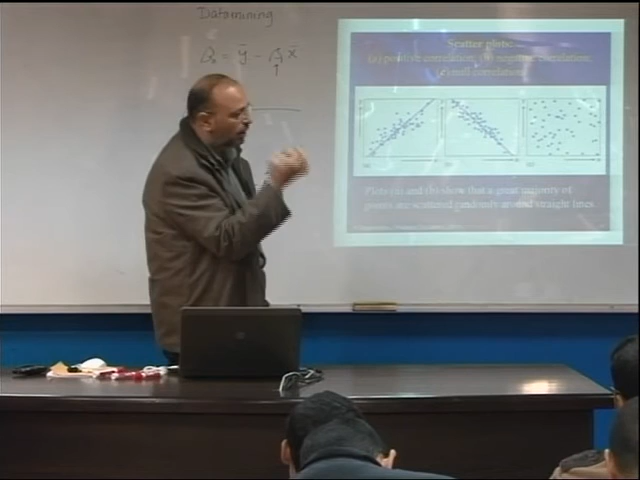 Datamining
Scatter plots:
(a) positive correlation, (b) negative correlation,
(c) null correlation
Plots (a) and (b) show that a great majority of
points are scattered randomly around straight lines.